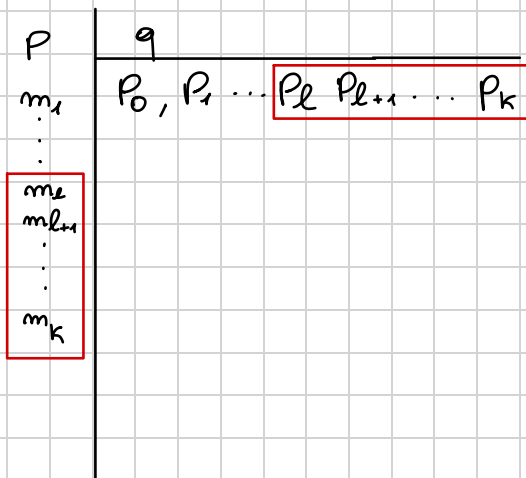 P q
m₁ P₀, P₁ ... Pℓ Pℓ₊₁ ... Pₖ
⋮
mℓ
mℓ₊₁
⋮
mₖ